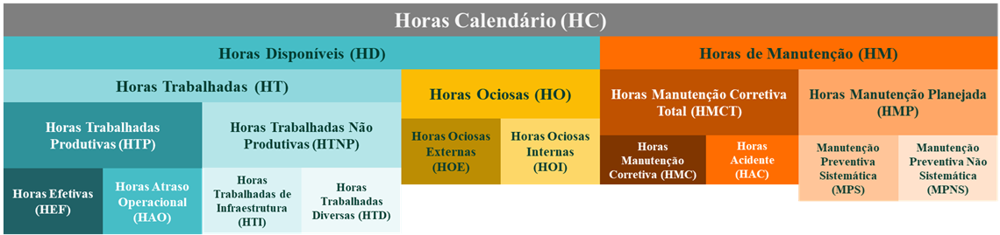 Horas Calendário (HC)
Horas Disponíveis (HD)
Horas de Manutenção (HM)
Horas Trabalhadas (HT)
Horas Ociosas (HO)
Horas Manutenção Corretiva
Total (HMCT)
Horas Manutenção Planejada
(HMP)
Horas Trabalhadas
Produtivas (HTP)
Horas Trabalhadas Não
Produtivas (HTNP)
Horas Ociosas
Externas
(HOE)
Horas Ociosas
Internas
(HOI)
Horas
Manutenção
Corretiva (HMC)
Horas
Acidente
(HAC)
Manutenção
Preventiva
Sistemática
(MPS)
Manutenção
Preventiva Não
Sistemática
(MPNS)
Horas Efetivas
(HEF)
Horas Atraso
Operacional
(HAO)
Horas
Trabalhadas de
Infraestrutura
(HTI)
Horas
Trabalhadas
Diversas (HTD)